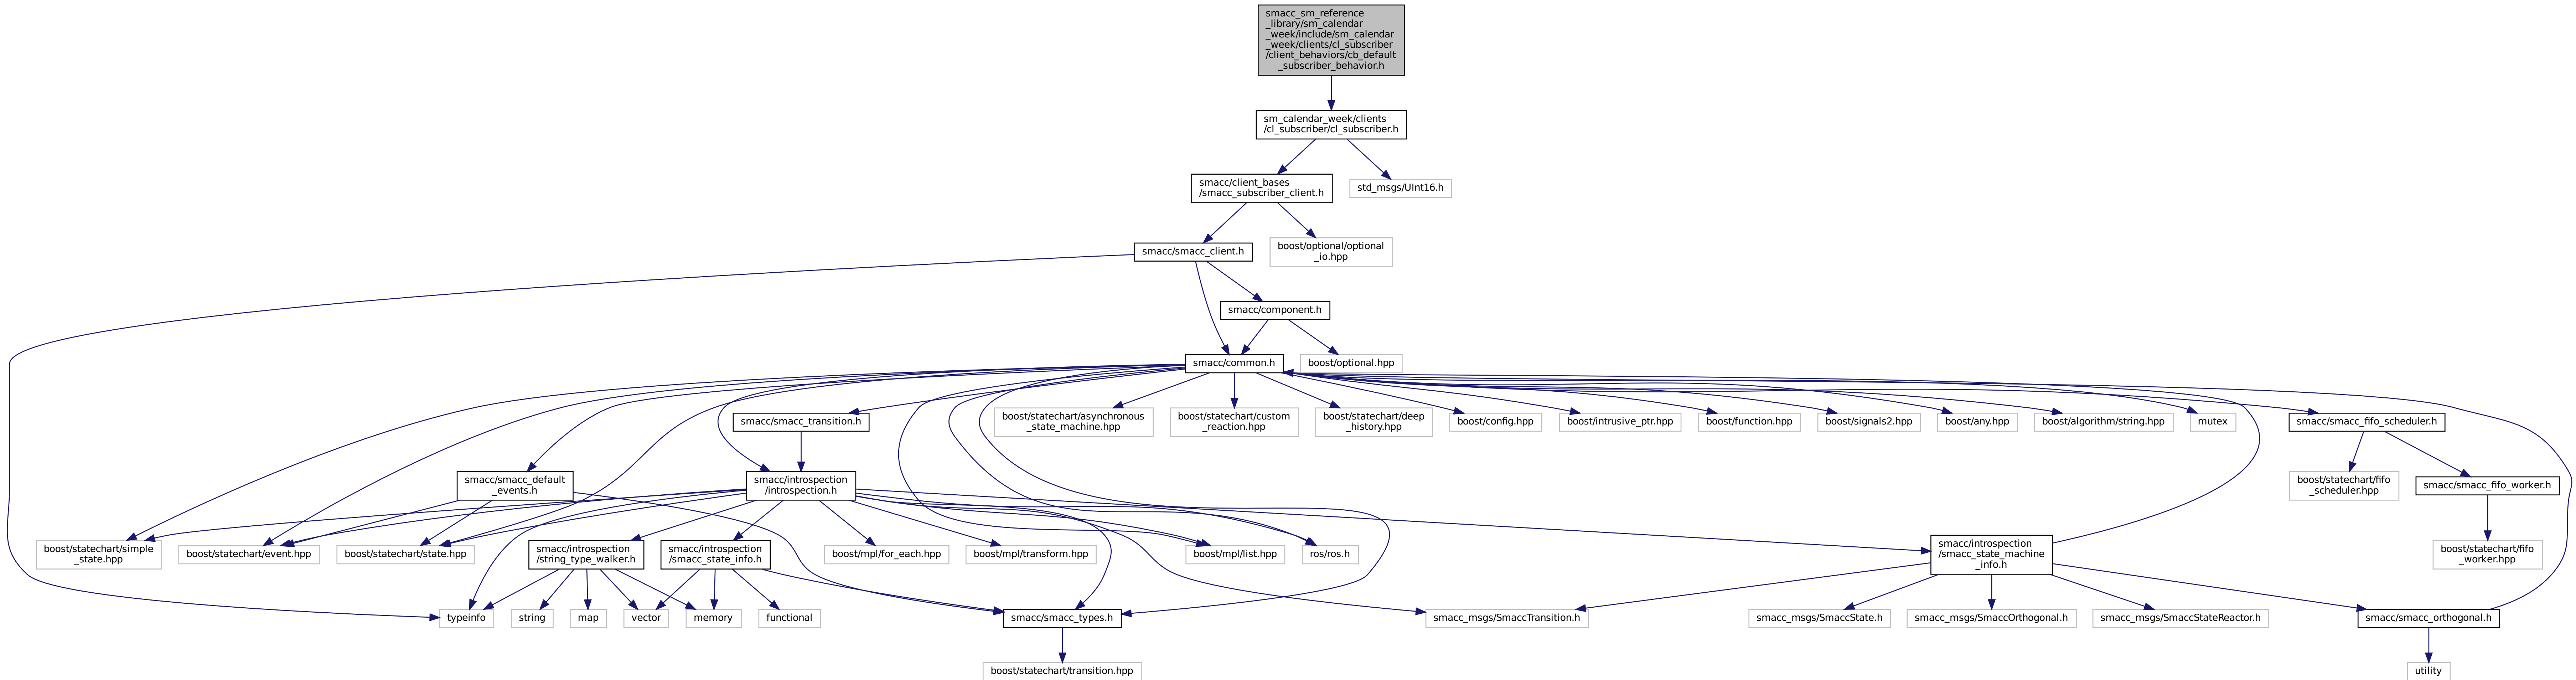 smacc_sm_reference
_library/sm_calendar
_week/include/sm_calendar
_week/clients/cl_subscriber
/client_behaviors/cb_default
_subscriber_behavior.h
sm_calendar_week/clients
/cl_subscriber/cl_subscriber.h
smacc/client_bases
/smacc_subscriber_client.h
std_msgs/UInt16.h
smacc/smacc_client.h
boost/optional/optional
_io.hpp
smacc/component.h
smacc/common.h
boost/optional.hpp
smacc/smacc_transition.h
boost/statechart/asynchronous
_state_machine.hpp
boost/statechart/custom
_reaction.hpp
boost/statechart/deep
_history.hpp
boost/config.hpp
boost/intrusive_ptr.hpp
boost/function.hpp
boost/signals2.hpp
boost/any.hpp
boost/algorithm/string.hpp
mutex
smacc/smacc_fifo_scheduler.h
smacc/smacc_default
_events.h
smacc/introspection
/introspection.h
boost/statechart/fifo
_scheduler.hpp
smacc/smacc_fifo_worker.h
boost/statechart/simple
_state.hpp
boost/statechart/event.hpp
boost/statechart/state.hpp
smacc/introspection
/string_type_walker.h
smacc/introspection
/smacc_state_info.h
boost/mpl/for_each.hpp
boost/mpl/transform.hpp
boost/mpl/list.hpp
ros/ros.h
smacc/introspection
/smacc_state_machine
_info.h
boost/statechart/fifo
_worker.hpp
typeinfo
string
map
vector
memory
functional
smacc/smacc_types.h
smacc_msgs/SmaccTransition.h
smacc_msgs/SmaccState.h
smacc_msgs/SmaccOrthogonal.h
smacc_msgs/SmaccStateReactor.h
smacc/smacc_orthogonal.h
boost/statechart/transition.hpp
utility